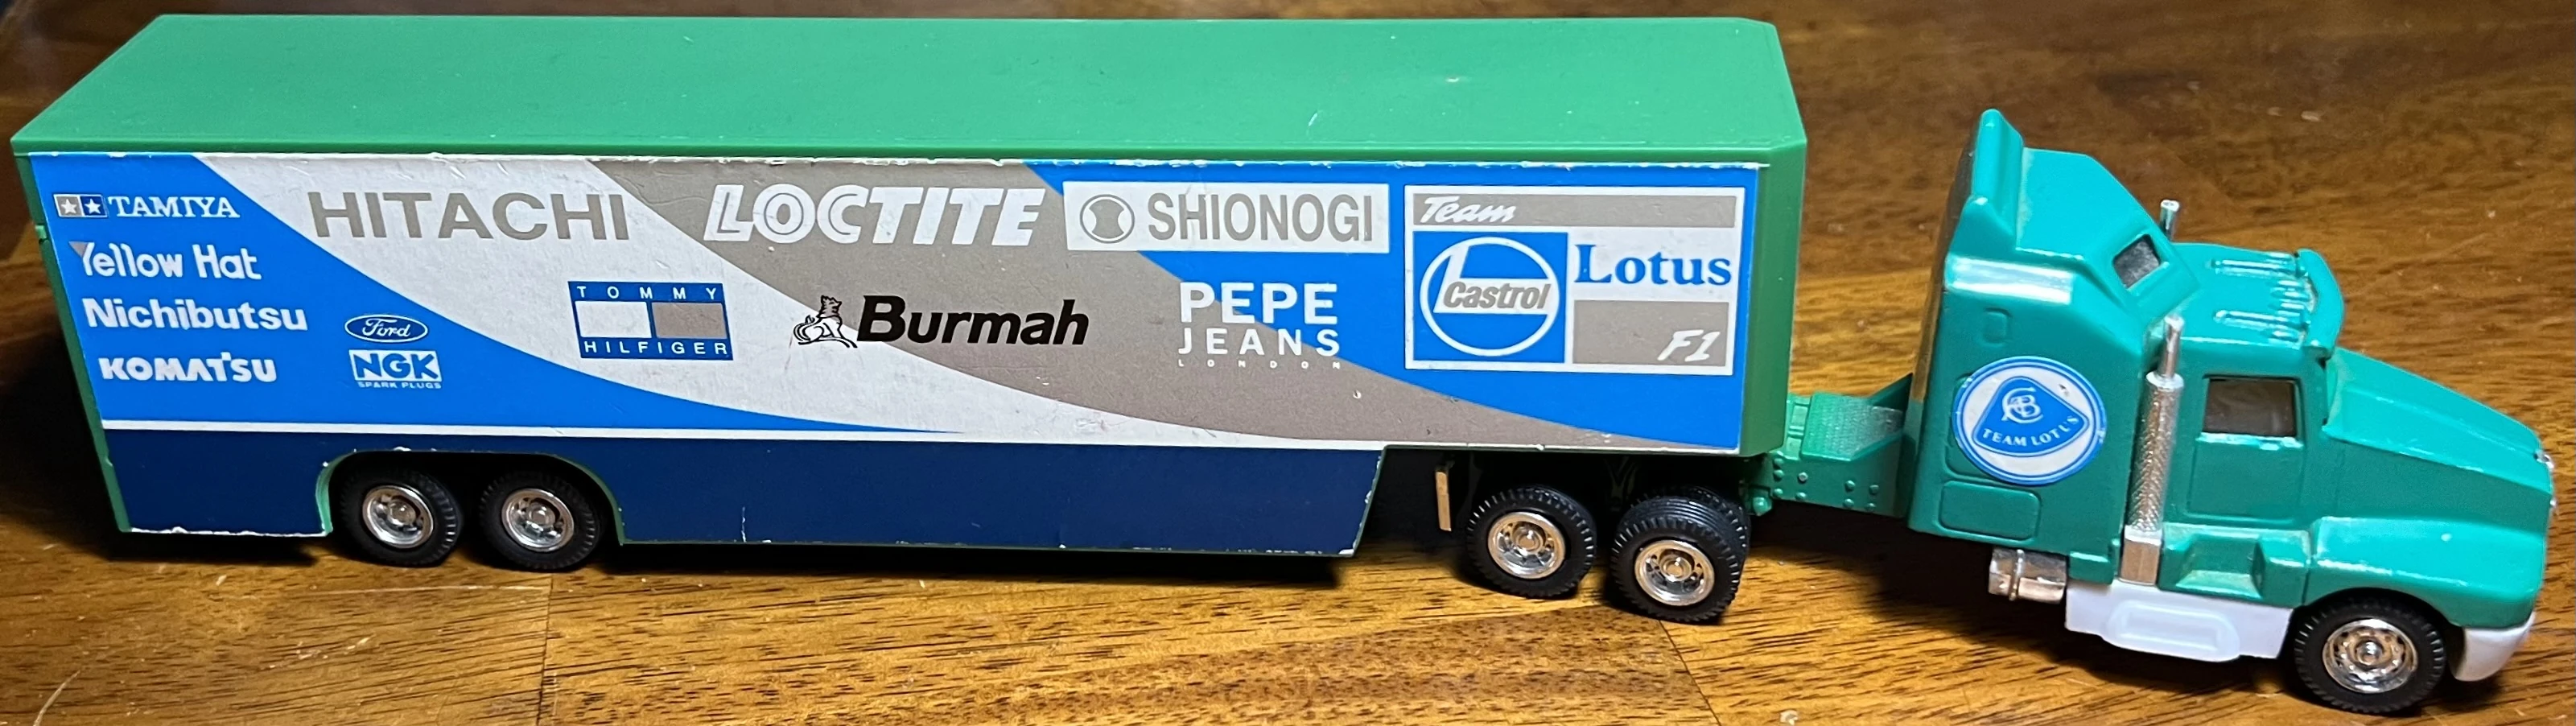 TAMIYA
Yellow Hat
Nichibutsu
KOMATSU
HITACHI
Ford
NGK
SPARK PLUGS
TOMMY
HILFIGER
LOCTITE
Burmah
SHIONOGI
PEPE
JEANS
LONDON
Team
Lotus
Castrol
F1
TEAM LOTUS